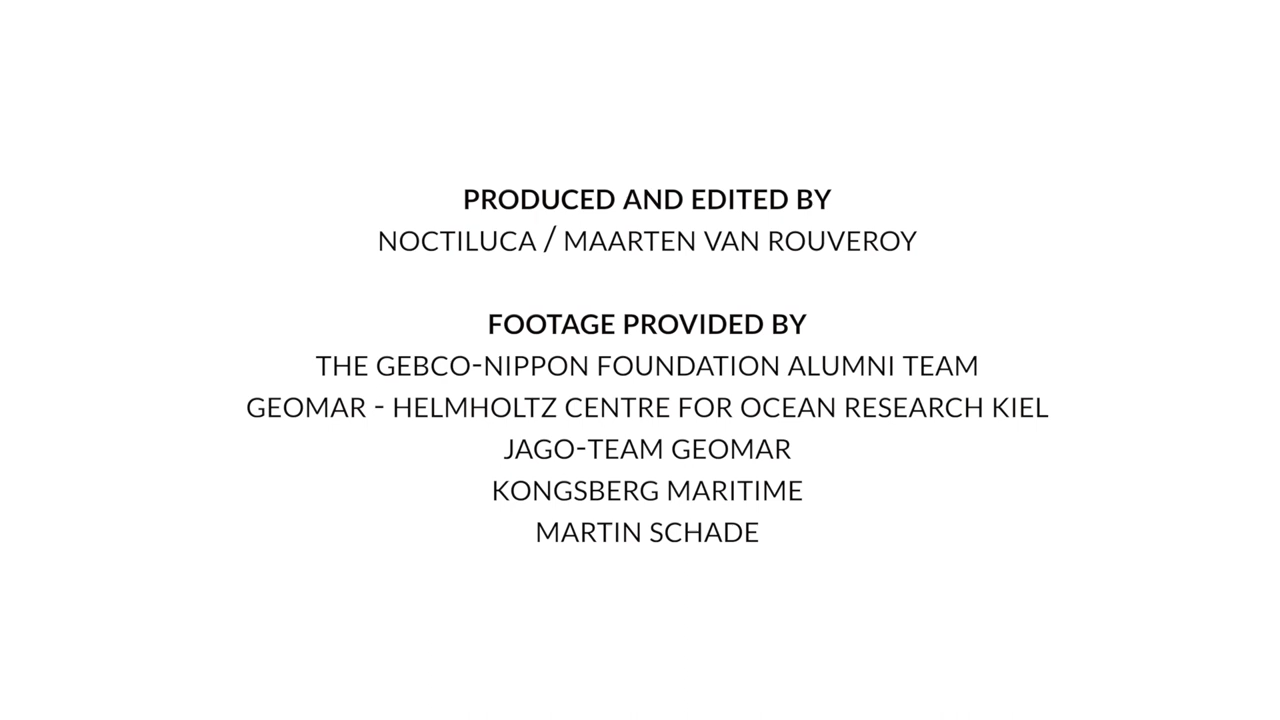 PRODUCED AND EDITED BY
NOCTILUCA / MAARTEN VAN ROUVEROY
FOOTAGE PROVIDED BY
THE GEBCO-NIPPON FOUNDATION ALUMNI TEAM
GEOMAR - HELMHOLTZ CENTRE FOR OCEAN RESEARCH KIEL
JAGO-TEAM GEOMAR
KONGSBERG MARITIME
MARTIN SCHADE